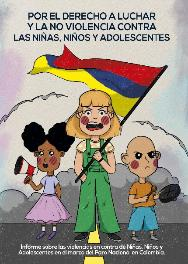 POR EL DERECHO A LUCHAR
Y LA NO VIOLENCIA CONTRA
LAS NIÑAS, NIÑOS Y ADOLESCENTES
Informe sobre las violencias en contra de Niñas, Niños y
Adolescentes en el marco del Paro Nacional en Colombia.